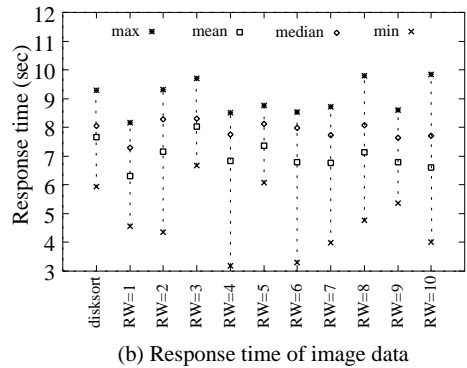 12
11
10
9
8
7
6
5
4
3
Response time (sec)
max mean median min
disksort
RW=1
RW=2
RW=3
RW=4
RW=5
RW=6
RW=7
RW=8
RW=9
RW=10
(b) Response time of image data